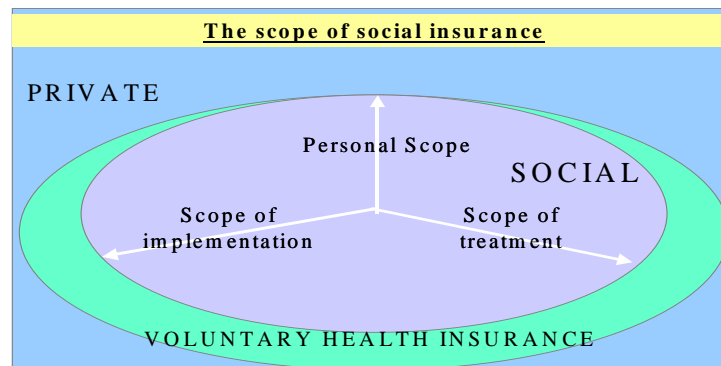 The scope of social insurance
PRIVATE
Personal Scope
SOCIAL
Scope of
implementation
Scope of
treatment
VOLUNTARY HEALTH INSURANCE